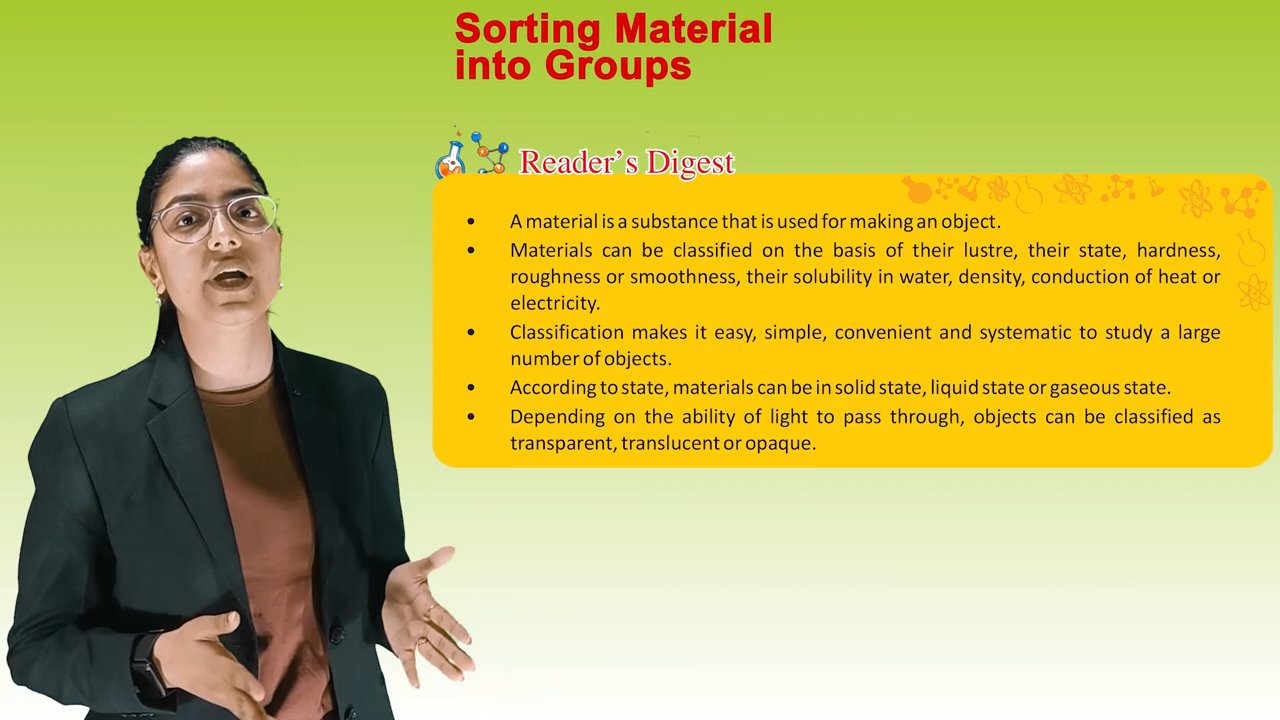 Sorting Material
into Groups
Reader's Digest
• A material is a substance that is used for making an object.
• Materials can be classified on the basis of their lustre, their state, hardness,
roughness or smoothness, their solubility in water, density, conduction of heat or
electricity.
• Classification makes it easy, simple, convenient and systematic to study a large
number of objects.
• According to state, materials can be in solid state, liquid state or gaseous state.
• Depending on the ability of light to pass through, objects can be classified as
transparent, translucent or opaque.